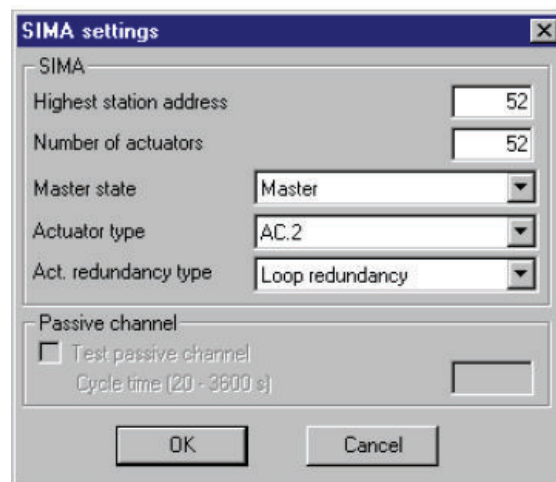 SIMA settings
SIMA
Highest station address 52
Number of actuators 52
Master state Master
Actuator type AC.2
Act. redundancy type Loop redundancy
Passive channel
Test passive channel
Cycle time (20 - 3600 s)
OK Cancel